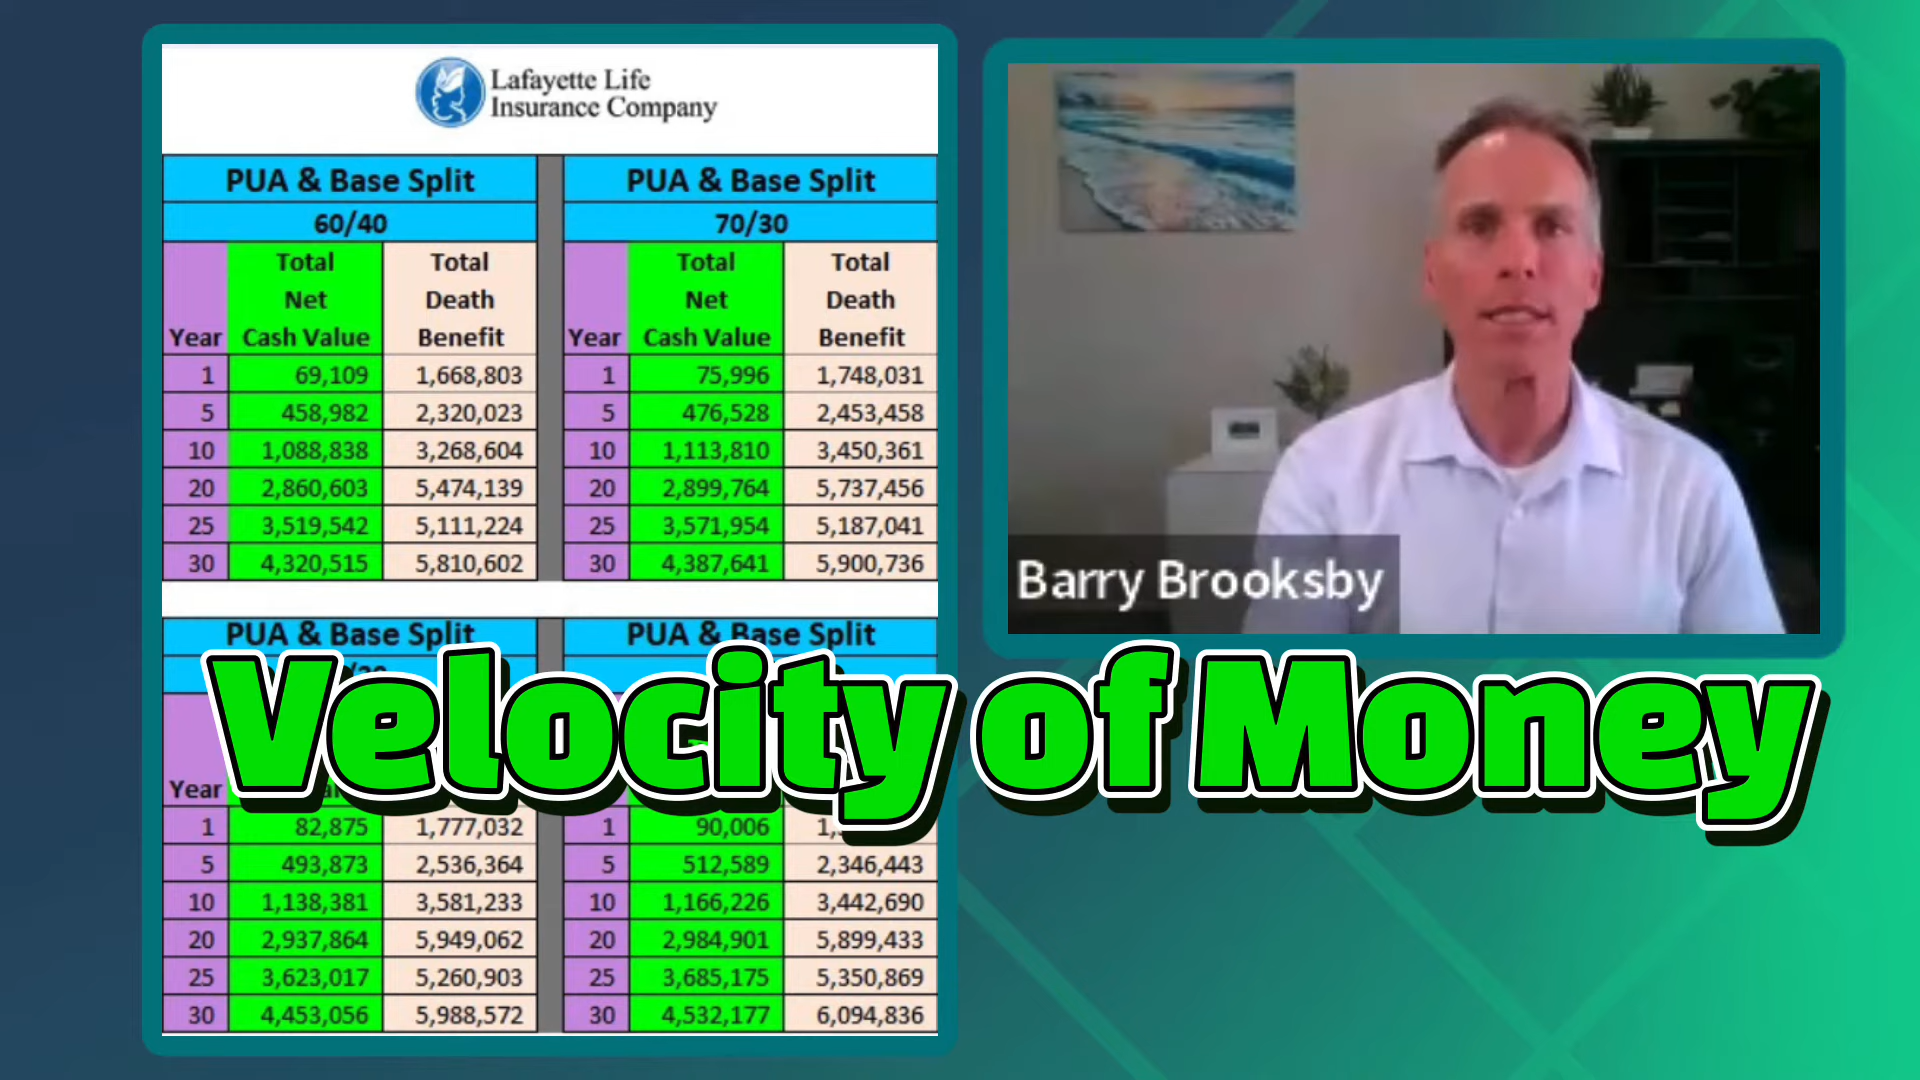 Lafayette Life
Insurance Company
PUA & Base Split
60/40
Year
Total
Net
Cash Value
Total
Death
Benefit
1 69,109 1,668,803
5 458,982 2,320,023
10 1,088,838 3,268,604
20 2,860,603 5,474,139
25 3,519,542 5,111,224
30 4,320,515 5,810,602
PUA & Base Split
70/30
Year
Total
Net
Cash Value
Total
Death
Benefit
1 75,996 1,748,031
5 476,528 2,453,458
10 1,113,810 3,450,361
20 2,899,764 5,737,456
25 3,571,954 5,187,041
30 4,387,641 5,900,736
Barry Brooksby
PUA & Base Split
Velocity of Money
Year
1 82,875 1,777,032
5 493,873 2,536,364
10 1,138,381 3,581,233
20 2,937,864 5,949,062
25 3,623,017 5,260,903
30 4,453,056 5,988,572
PUA & Base Split
1 90,006
5 512,589 2,346,443
10 1,166,226 3,442,690
20 2,984,901 5,899,433
25 3,685,175 5,350,869
30 4,532,177 6,094,836